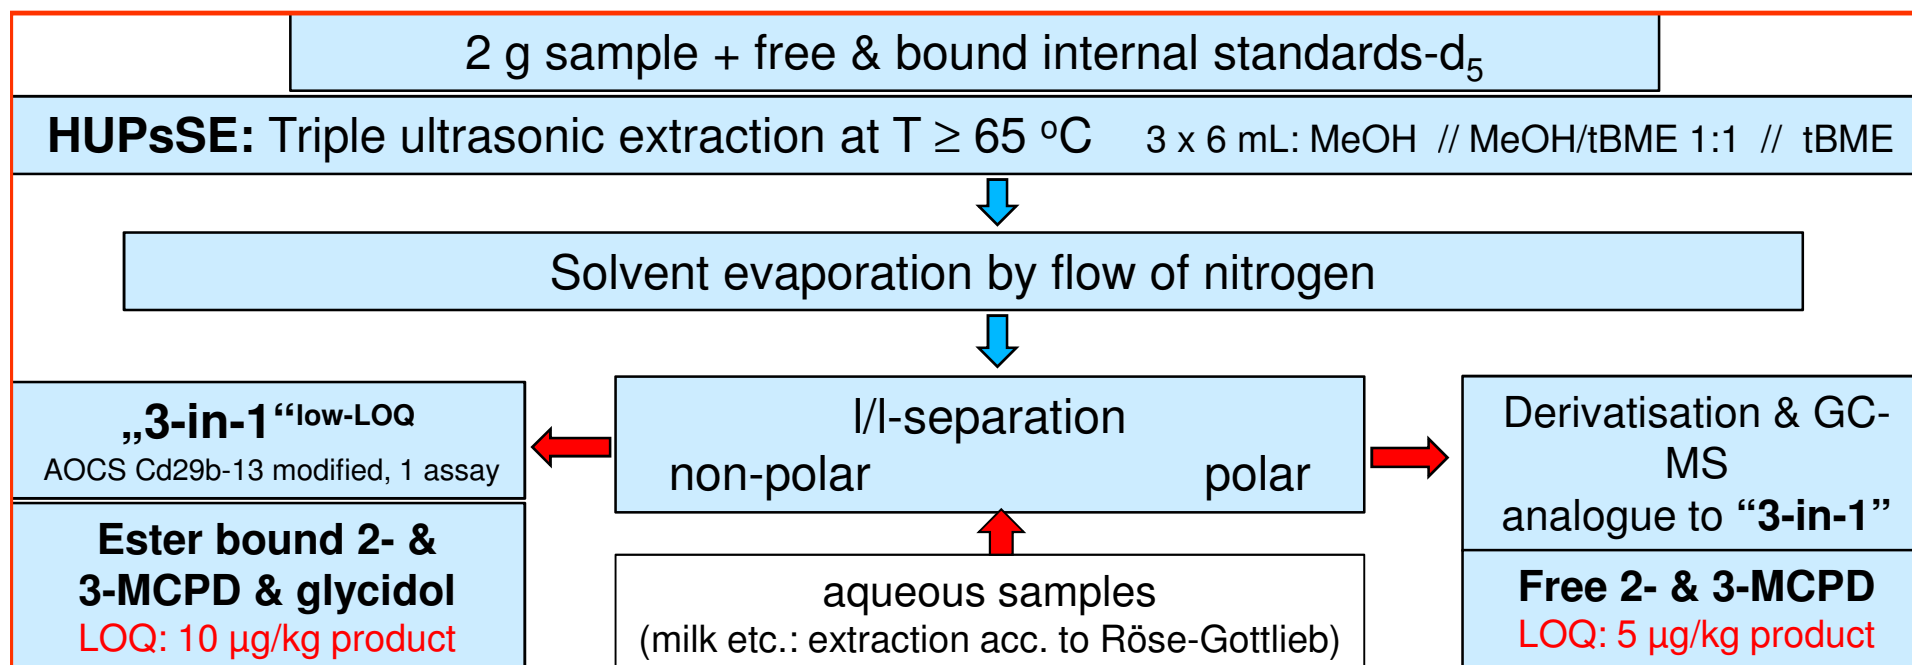 2 g sample + free & bound internal standards-d₅
HUPsSE: Triple ultrasonic extraction at T ≥ 65 ºC 3 x 6 mL: MeOH // MeOH/tBME 1:1 // tBME
Solvent evaporation by flow of nitrogen
„3-in-1“low-LOQ
AOCS Cd29b-13 modified, 1 assay
Ester bound 2- &
3-MCPD & glycidol
LOQ: 10 µg/kg product
l/l-separation
non-polar polar
aqueous samples
(milk etc.: extraction acc. to Röse-Gottlieb)
Derivatisation & GC-
MS
analogue to “3-in-1”
Free 2- & 3-MCPD
LOQ: 5 µg/kg product